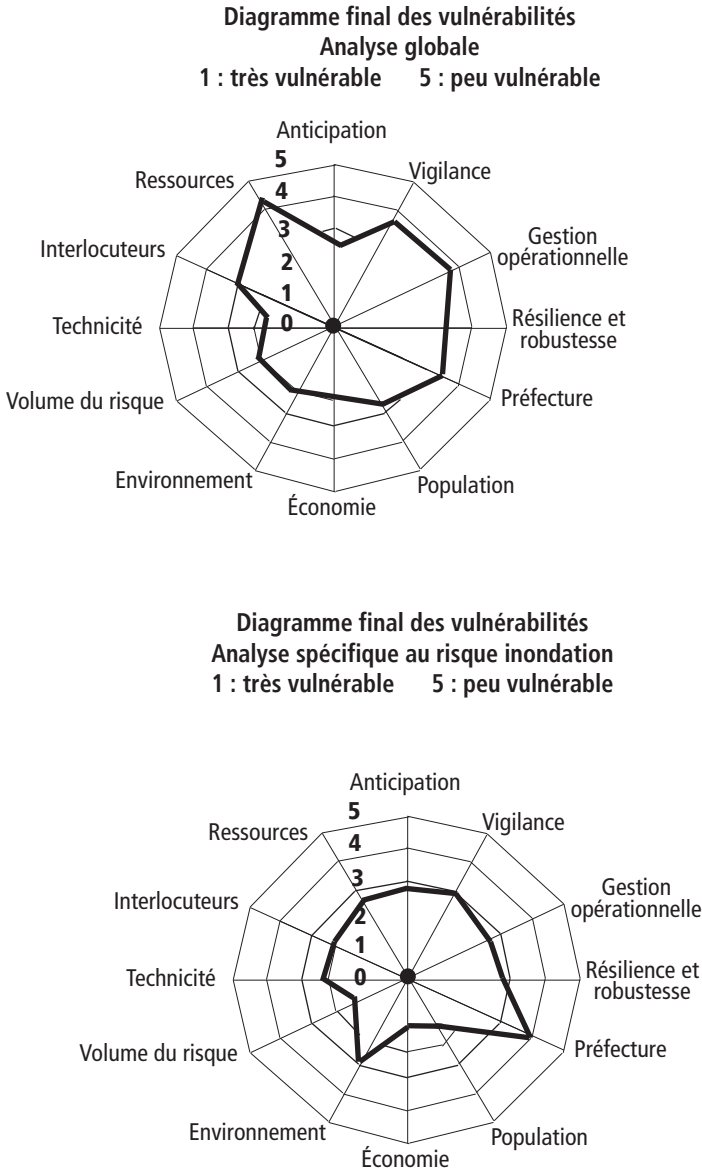 Diagramme final des vulnérabilités
Analyse globale
1 : très vulnérable 5 : peu vulnérable
Anticipation
Vigilance
Gestion
opérationnelle
Résilience et
robustesse
Préfecture
Population
Économie
Environnement
Volume du risque
Technicité
Interlocuteurs
Ressources
5
4
3
2
1
0
Diagramme final des vulnérabilités
Analyse spécifique au risque inondation
1 : très vulnérable 5 : peu vulnérable
Anticipation
Vigilance
Gestion
opérationnelle
Résilience et
robustesse
Préfecture
Population
Économie
Environnement
Volume du risque
Technicité
Interlocuteurs
Ressources
5
4
3
2
1
0